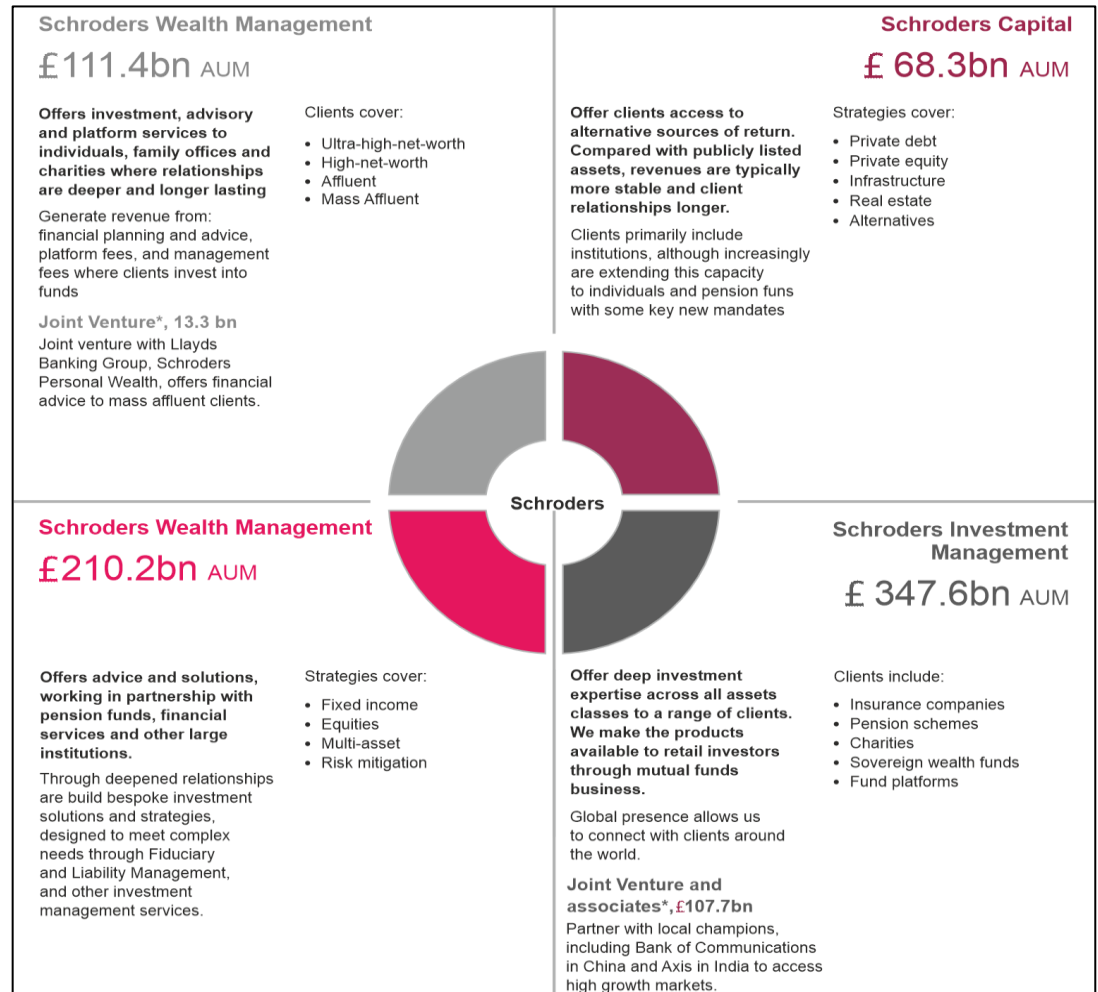 Schroders Wealth Management
£111.4bn AUM
Offers investment, advisory
and platform services to
individuals, family offices and
charities where relationships
are deeper and longer lasting
Generate revenue from:
financial planning and advice,
platform fees, and management
fees where clients invest into
funds
Joint Venture*, 13.3 bn
Joint venture with Llayds
Banking Group, Schroders
Personal Wealth, offers financial
advice to mass affluent clients.
Clients cover:
• Ultra-high-net-worth
• High-net-worth
• Affluent
• Mass Affluent
Schroders Capital
£ 68.3bn AUM
Offer clients access to
alternative sources of return.
Compared with publicly listed
assets, revenues are typically
more stable and client
relationships longer.
Clients primarily include
institutions, although increasingly
are extending this capacity
to individuals and pension funs
with some key new mandates
Strategies cover:
• Private debt
• Private equity
• Infrastructure
• Real estate
• Alternatives
Schroders
Schroders Wealth Management
£210.2bn AUM
Offers advice and solutions,
working in partnership with
pension funds, financial
services and other large
institutions.
Through deepened relationships
are build bespoke investment
solutions and strategies,
designed to meet complex
needs through Fiduciary
and Liability Management,
and other investment
management services.
Strategies cover:
• Fixed income
• Equities
• Multi-asset
• Risk mitigation
Schroders Investment
Management
£ 347.6bn AUM
Offer deep investment
expertise across all assets
classes to a range of clients.
We make the products
available to retail investors
through mutual funds
business.
Global presence allows us
to connect with clients around
the world.
Joint Venture and
associates*,£107.7bn
Partner with local champions,
including Bank of Communications
in China and Axis in India to access
high growth markets.
Clients include:
• Insurance companies
• Pension schemes
• Charities
• Sovereign wealth funds
• Fund platforms